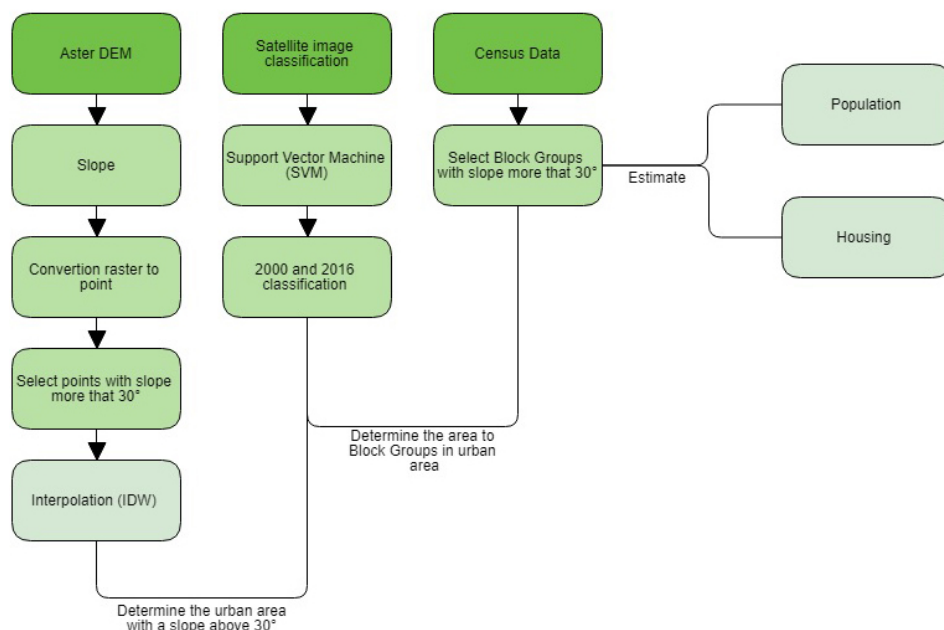 Aster DEM
Slope
Convertion raster to
point
Select points with slope
more that 30°
Interpolation (IDW)
Determine the urban area
with a slope above 30°
Satellite image
classification
Support Vector Machine
(SVM)
2000 and 2016
classification
Determine the area to
Block Groups in urban
area
Census Data
Select Block Groups
with slope more that 30°
Estimate
Population
Housing